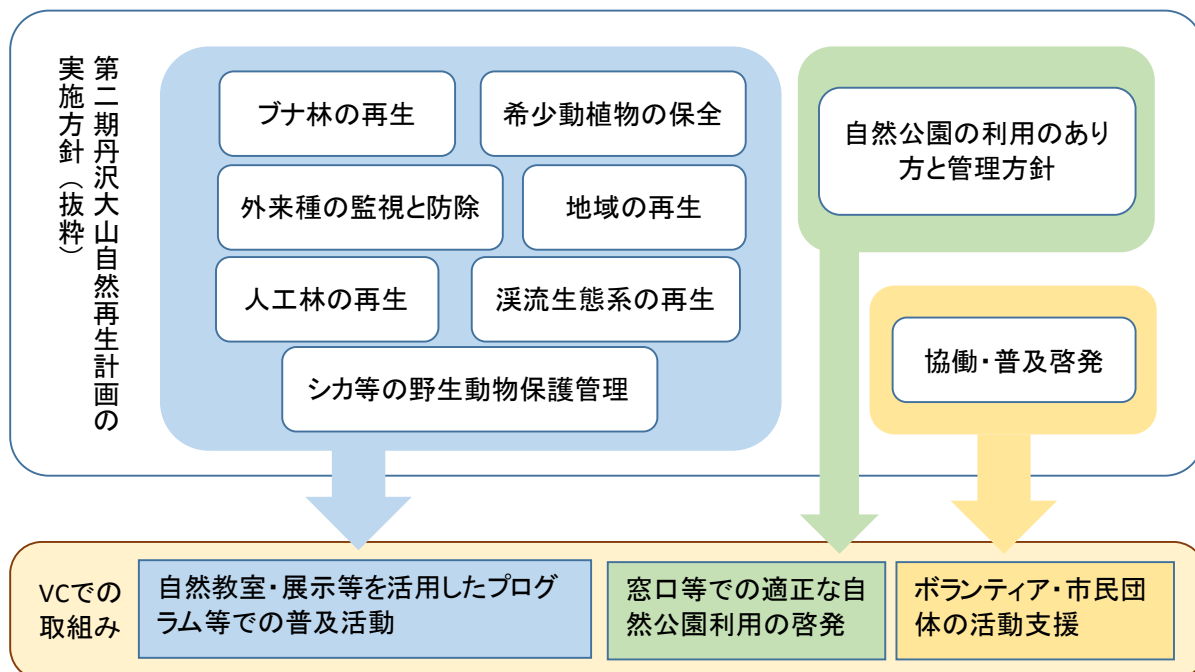 第二期丹沢大山自然再生計画の
実施方針（抜粋）
ブナ林の再生
希少動植物の保全
外来種の監視と防除
地域の再生
人工林の再生
渓流生態系の再生
シカ等の野生動物保護管理
自然公園の利用のあり
方と管理方針
協働・普及啓発
VCでの
取組み
自然教室・展示等を活用したプログ
ラム等での普及活動
窓口等での適正な自
然公園利用の啓発
ボランティア・市民団
体の活動支援